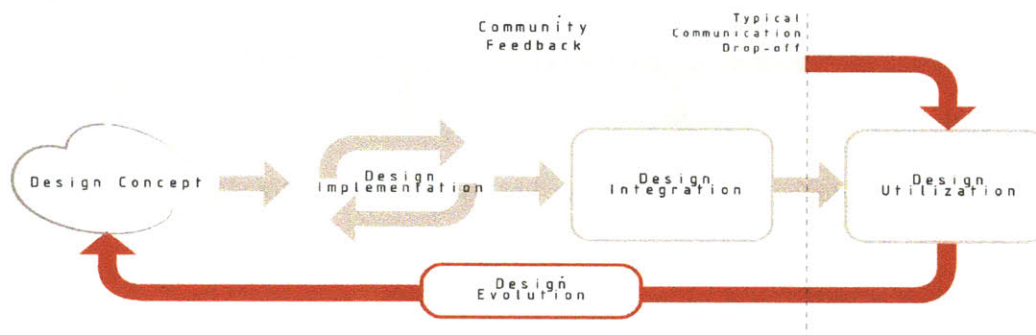 Community
Feedback
Typical
Communication
Drop-off
Design Concept
Design
Implementation
Design
Integration
Design
Utilization
Design
Evolution